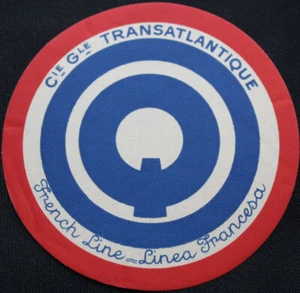 CIE GLE TRANSATLANTIQUE
French Line = Linea Francesa